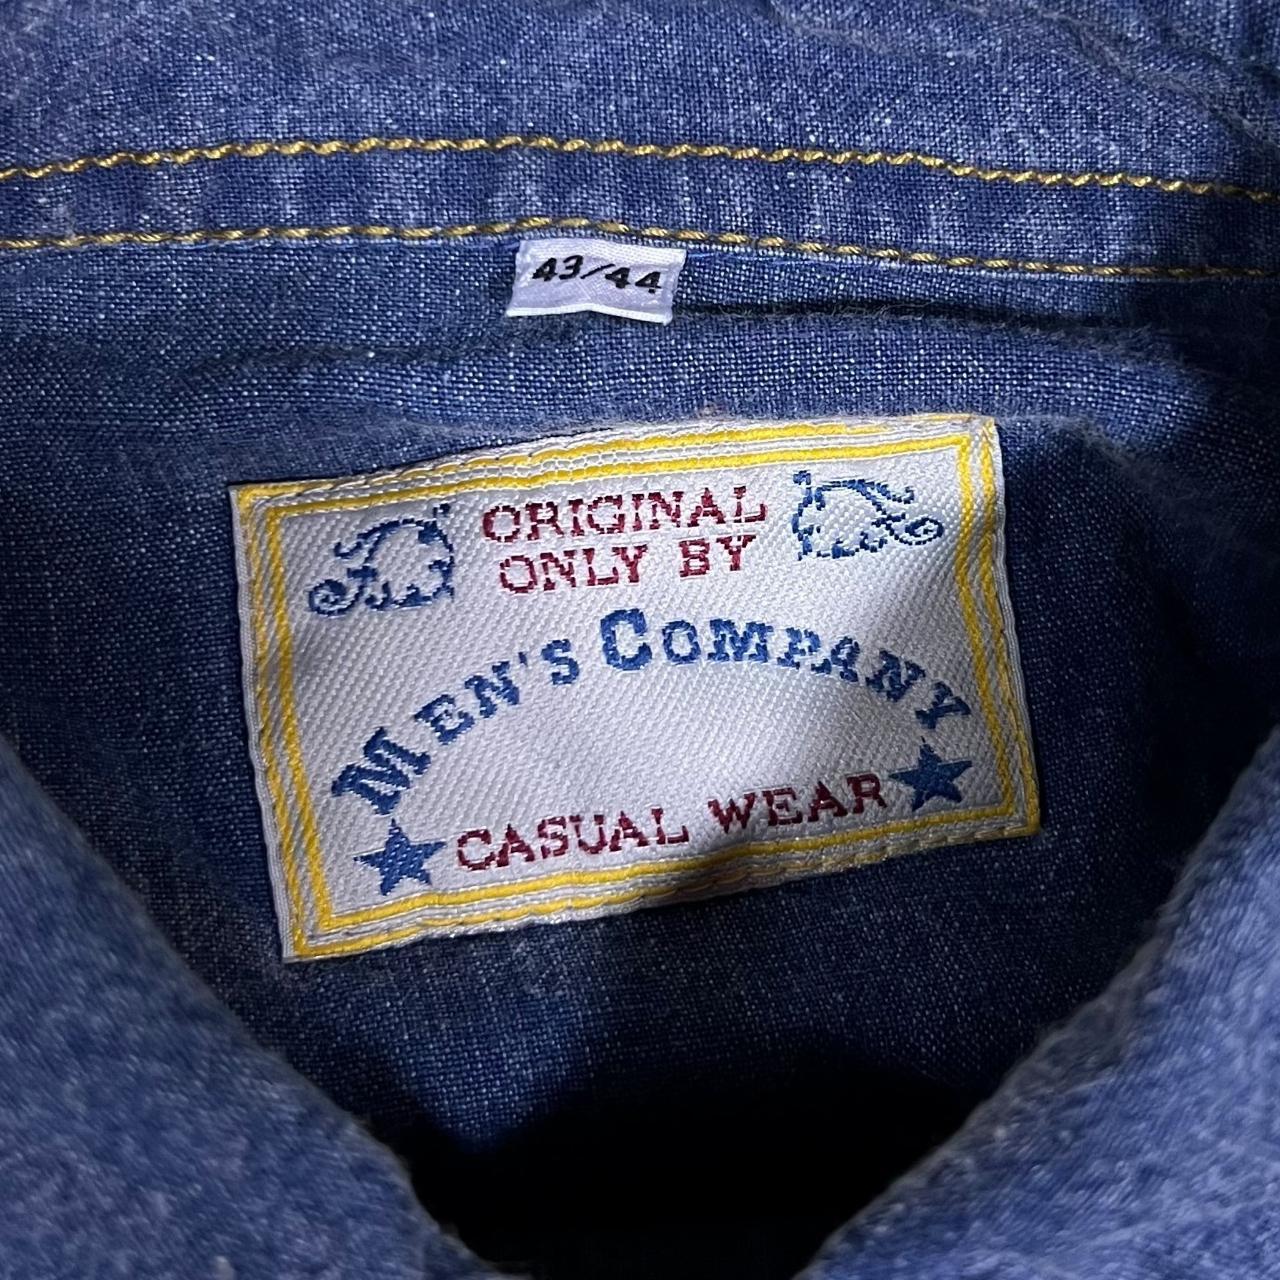 43/44
ORIGINAL
ONLY BY
MEN'S COMPANY
CASUAL WEAR